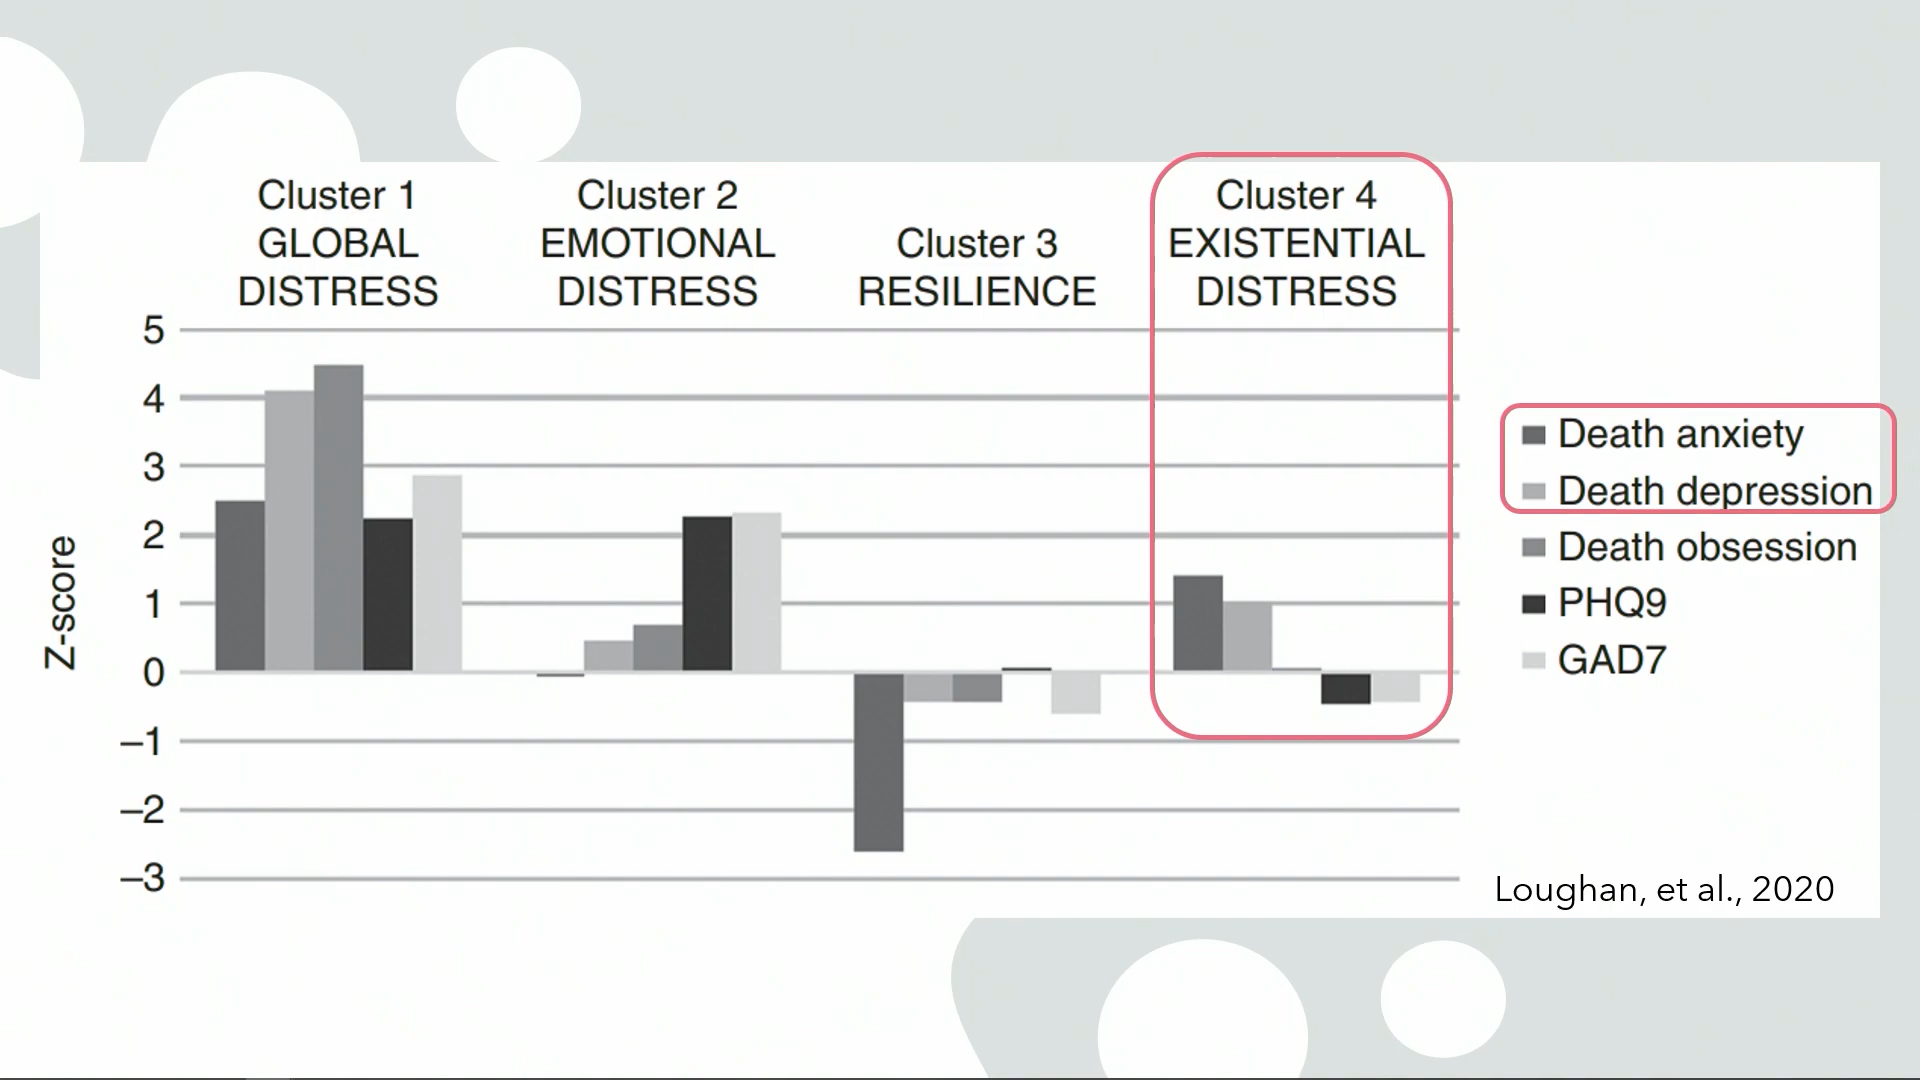 Cluster 1
GLOBAL
DISTRESS
Cluster 2
EMOTIONAL
DISTRESS
Cluster 3
RESILIENCE
Cluster 4
EXISTENTIAL
DISTRESS
5
4
3
2
1
0
–1
–2
–3
Z-score
Death anxiety
Death depression
Death obsession
PHQ9
GAD7
Loughan, et al., 2020